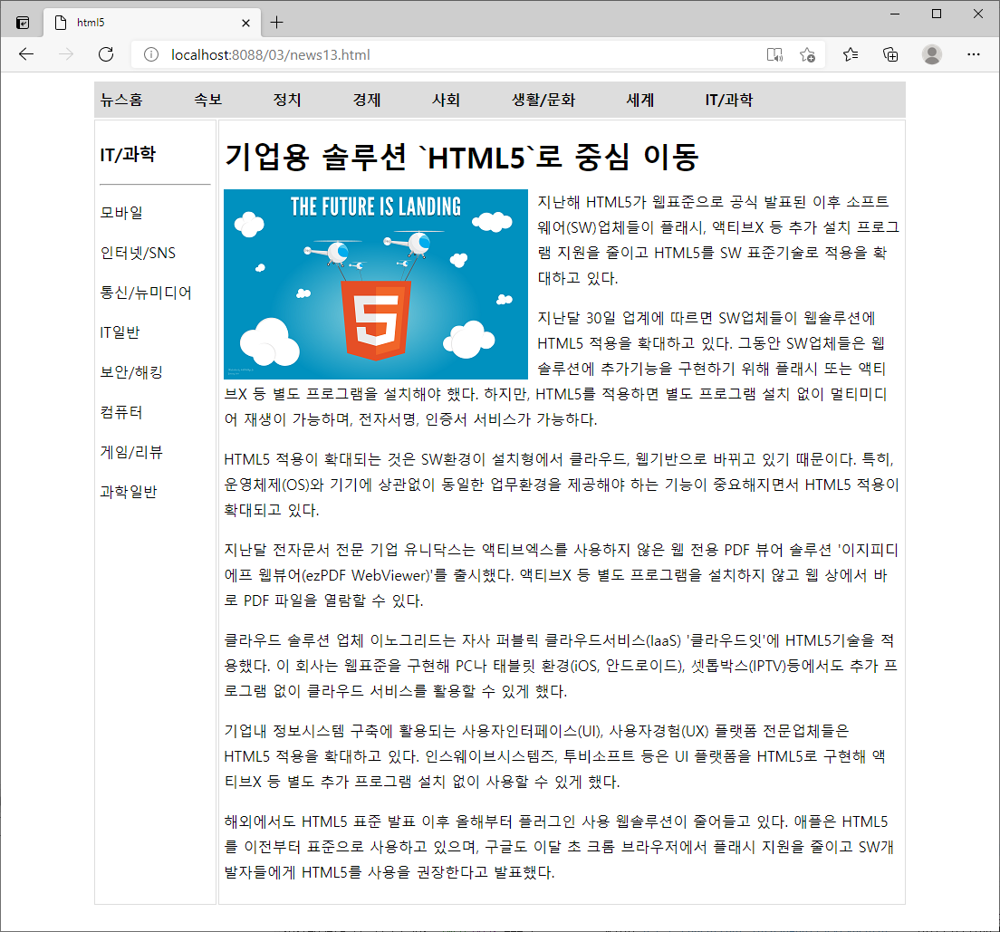 html5
localhost:8088/03/news13.html
뉴스홈 속보 정치 경제 사회 생활/문화 세계 IT/과학
IT/과학
모바일
인터넷/SNS
통신/뉴미디어
IT일반
보안/해킹
컴퓨터
게임/리뷰
과학일반
기업용 솔루션 `HTML5`로 중심 이동
THE FUTURE IS LANDING
5
지난해 HTML5가 웹표준으로 공식 발표된 이후 소프트
웨어(SW)업체들이 플래시, 액티브X 등 추가 설치 프로그
램 지원을 줄이고 HTML5를 SW 표준기술로 적용을 확
대하고 있다.
지난달 30일 업계에 따르면 SW업체들이 웹솔루션에
HTML5 적용을 확대하고 있다. 그동안 SW업체들은 웹
솔루션에 추가기능을 구현하기 위해 플래시 또는 액티
브X 등 별도 프로그램을 설치해야 했다. 하지만, HTML5를 적용하면 별도 프로그램 설치 없이 멀티미디
어 재생이 가능하며, 전자서명, 인증서 서비스가 가능하다.
HTML5 적용이 확대되는 것은 SW환경이 설치형에서 클라우드, 웹기반으로 바뀌고 있기 때문이다. 특히,
운영체제(OS)와 기기에 상관없이 동일한 업무환경을 제공해야 하는 기능이 중요해지면서 HTML5 적용이
확대되고 있다.
지난달 전자문서 전문 기업 유니닥스는 액티브엑스를 사용하지 않은 웹 전용 PDF 뷰어 솔루션 '이지피디
에프 웹뷰어(ezPDF WebViewer)'를 출시했다. 액티브X 등 별도 프로그램을 설치하지 않고 웹 상에서 바
로 PDF 파일을 열람할 수 있다.
클라우드 솔루션 업체 이노그리드는 자사 퍼블릭 클라우드서비스(IaaS) '클라우드잇'에 HTML5기술을 적
용했다. 이 회사는 웹표준을 구현해 PC나 태블릿 환경(iOS, 안드로이드), 셋톱박스(IPTV)등에서도 추가 프
로그램 없이 클라우드 서비스를 활용할 수 있게 했다.
기업내 정보시스템 구축에 활용되는 사용자인터페이스(UI), 사용자경험(UX) 플랫폼 전문업체들은
HTML5 적용을 확대하고 있다. 인스웨이브시스템즈, 투비소프트 등은 UI 플랫폼을 HTML5로 구현해 액
티브X 등 별도 추가 프로그램 설치 없이 사용할 수 있게 했다.
해외에서도 HTML5 표준 발표 이후 올해부터 플러그인 사용 웹솔루션이 줄어들고 있다. 애플은 HTML5
를 이전부터 표준으로 사용하고 있으며, 구글도 이달 초 크롬 브라우저에서 플래시 지원을 줄이고 SW개
발자들에게 HTML5를 사용을 권장한다고 발표했다.